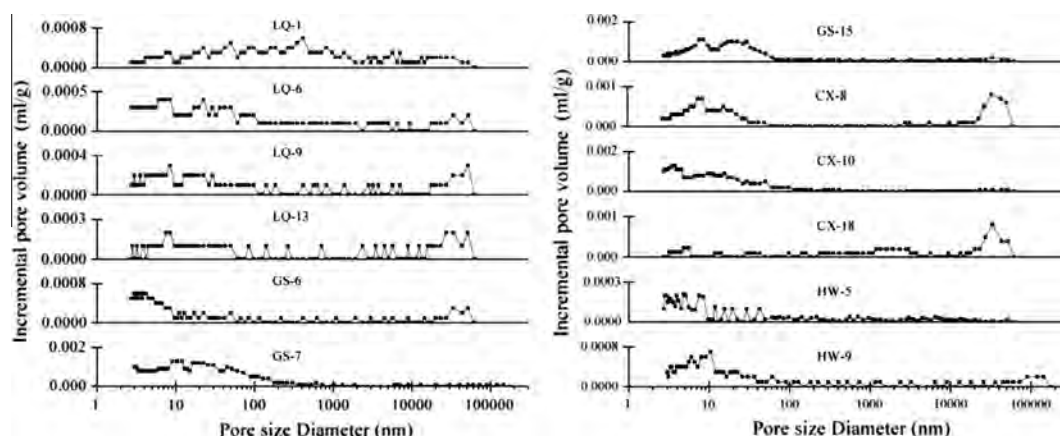 Incremental pore volume (ml/g)
LQ-1
0.0008
0.0000
LQ-6
0.0005
0.0000
LQ-9
0.0004
0.0000
LQ-13
0.0003
0.0000
GS-6
0.0008
0.0000
GS-7
0.002
0.000
1 10 100 1000 10000 100000
Pore size Diameter (nm)
Incremental pore volume (ml/g)
GS-15
0.002
0.000
CX-8
0.001
0.000
CX-10
0.002
0.000
CX-18
0.001
0.000
HW-5
0.0003
0.0000
HW-9
0.0008
0.0000
1 10 100 1000 10000 100000
Pore size Diameter (nm)